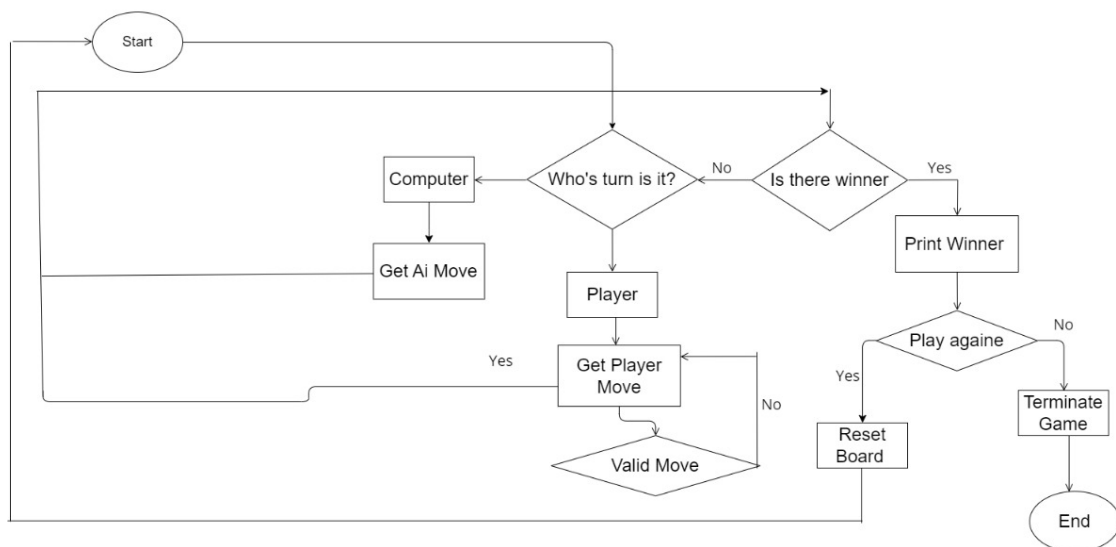 Start
Who's turn is it?
No
Is there winner
Yes
Computer
Get Ai Move
Print Winner
Player
Play againe
No
Yes
Yes
Get Player
Move
No
Terminate
Game
Reset
Board
Valid Move
End